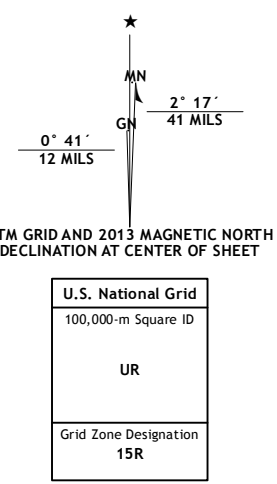 MN
GN
2° 17´
41 MILS
0° 41´
12 MILS
TM GRID AND 2013 MAGNETIC NORTH
DECLINATION AT CENTER OF SHEET
U.S. National Grid
100,000-m Square ID
UR
Grid Zone Designation
15R